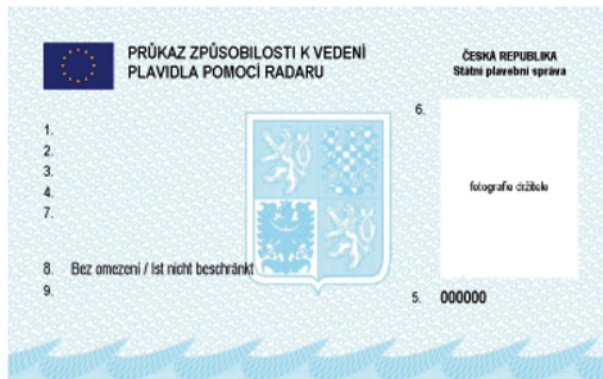 PRŮKAZ ZPŮSOBILOSTI K VEDENÍ
PLAVIDLA POMOCÍ RADARU
ČESKÁ REPUBLIKA
Státní plavební správa
1.
2.
3.
4.
7.
8. Bez omezení / Ist nicht beschränkt
9.
6.
fotografie držitele
5. 000000